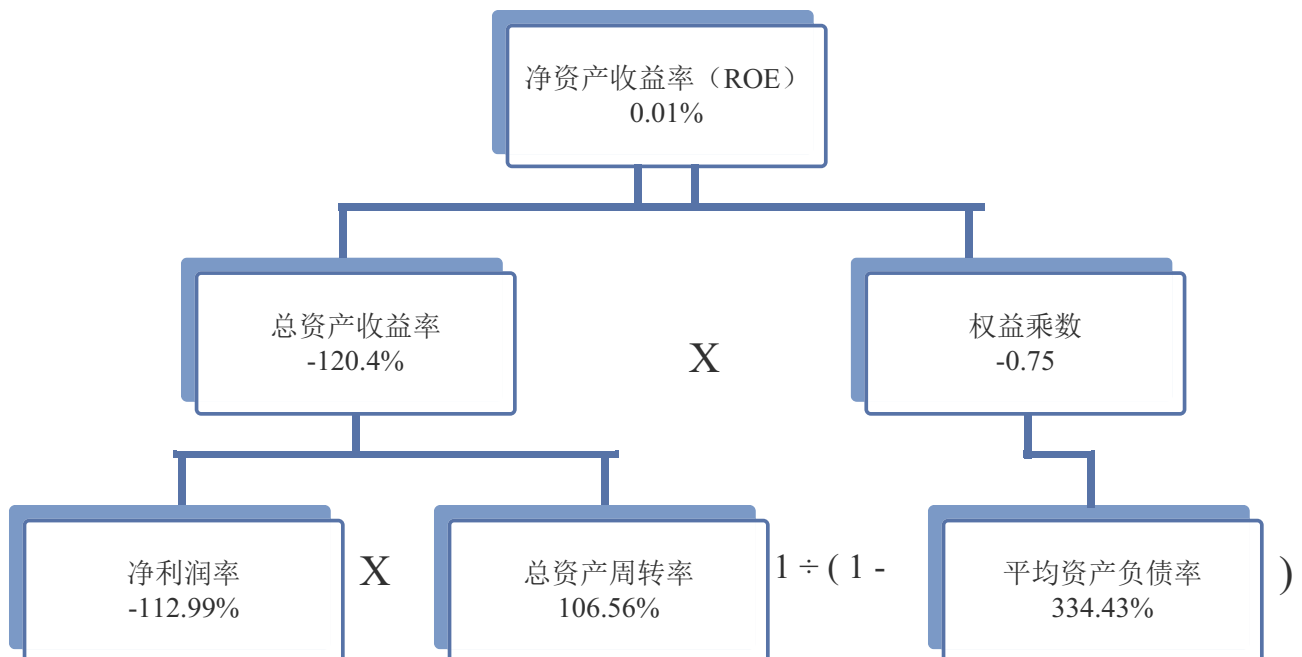 净资产收益率（ROE）
0.01%
总资产收益率
-120.4%
X
权益乘数
-0.75
净利润率
-112.99%
X
总资产周转率
106.56%
1 ÷ ( 1 -
平均资产负债率
334.43%
)